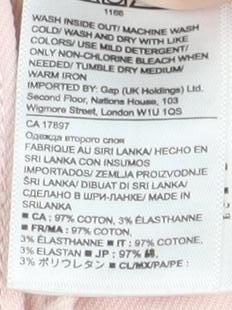 1166
WASH INSIDE OUT/ MACHINE WASH
COLD/ WASH AND DRY WITH LIKE
COLORS/ USE MILD DETERGENT/
ONLY NON-CHLORINE BLEACH WHEN
NEEDED/ TUMBLE DRY MEDIUM/
WARM IRON
IMPORTED BY: Gap (UK Holdings) Ltd.
Second Floor, Nations House, 103
Wigmore Street, London W1U 1QS
CA 17897
Одежда второго слоя
FABRIQUE AU SIRI LANKA/ HECHO EN
SRI LANKA CON INSUMOS
IMPORTADOS/ ZEMLJA PROIZVODNJE
ŠRI LANKA/ DIBUAT DI SRI LANKA/
СДЕЛАНО В ШРИ-ЛАНКЕ/ MADE IN
SRILANKA
■ CA : 97% COTON, 3% ÉLASTHANNE
■ FR/MA : 97% COTON, 3%
ÉLASTHANNE ■ IT : 97% COTONE,
3% ELASTAN ■ JP : 97% 綿,
3% ポリウレタン ■ CL/MX/PA/PE :